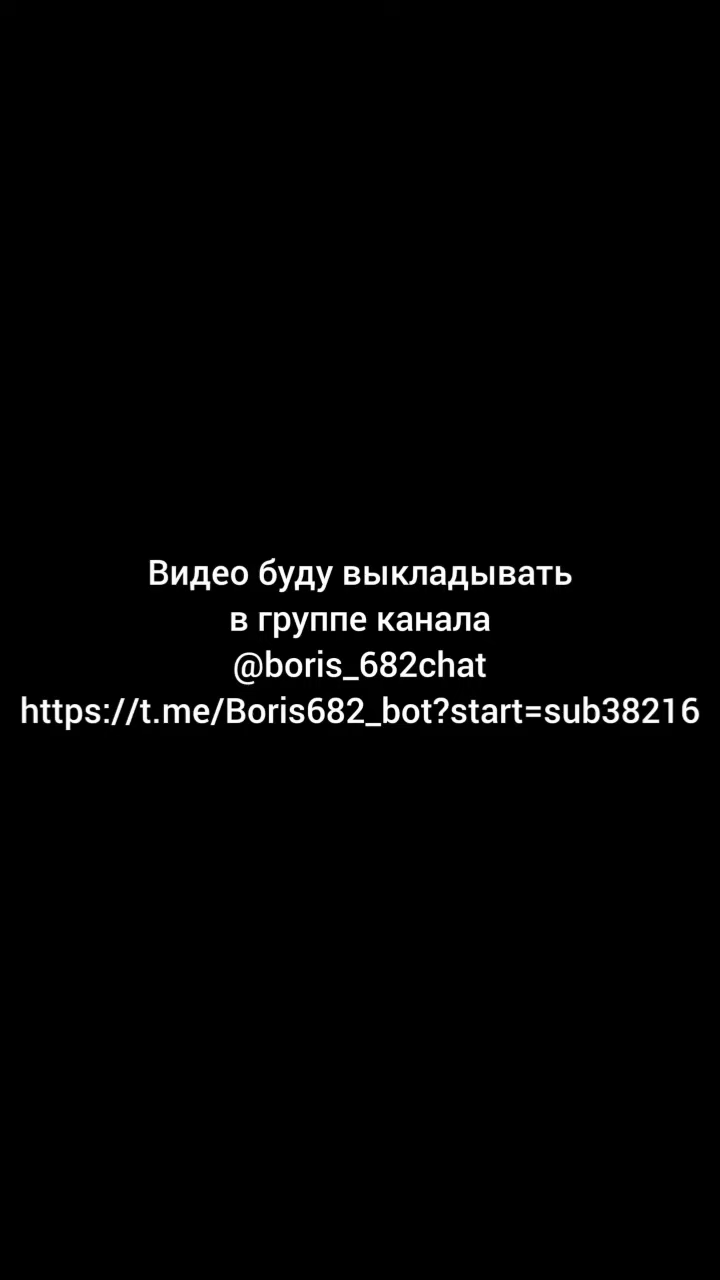 Видео буду выкладывать
в группе канала
@boris_682chat
https://t.me/Boris682_bot?start=sub38216